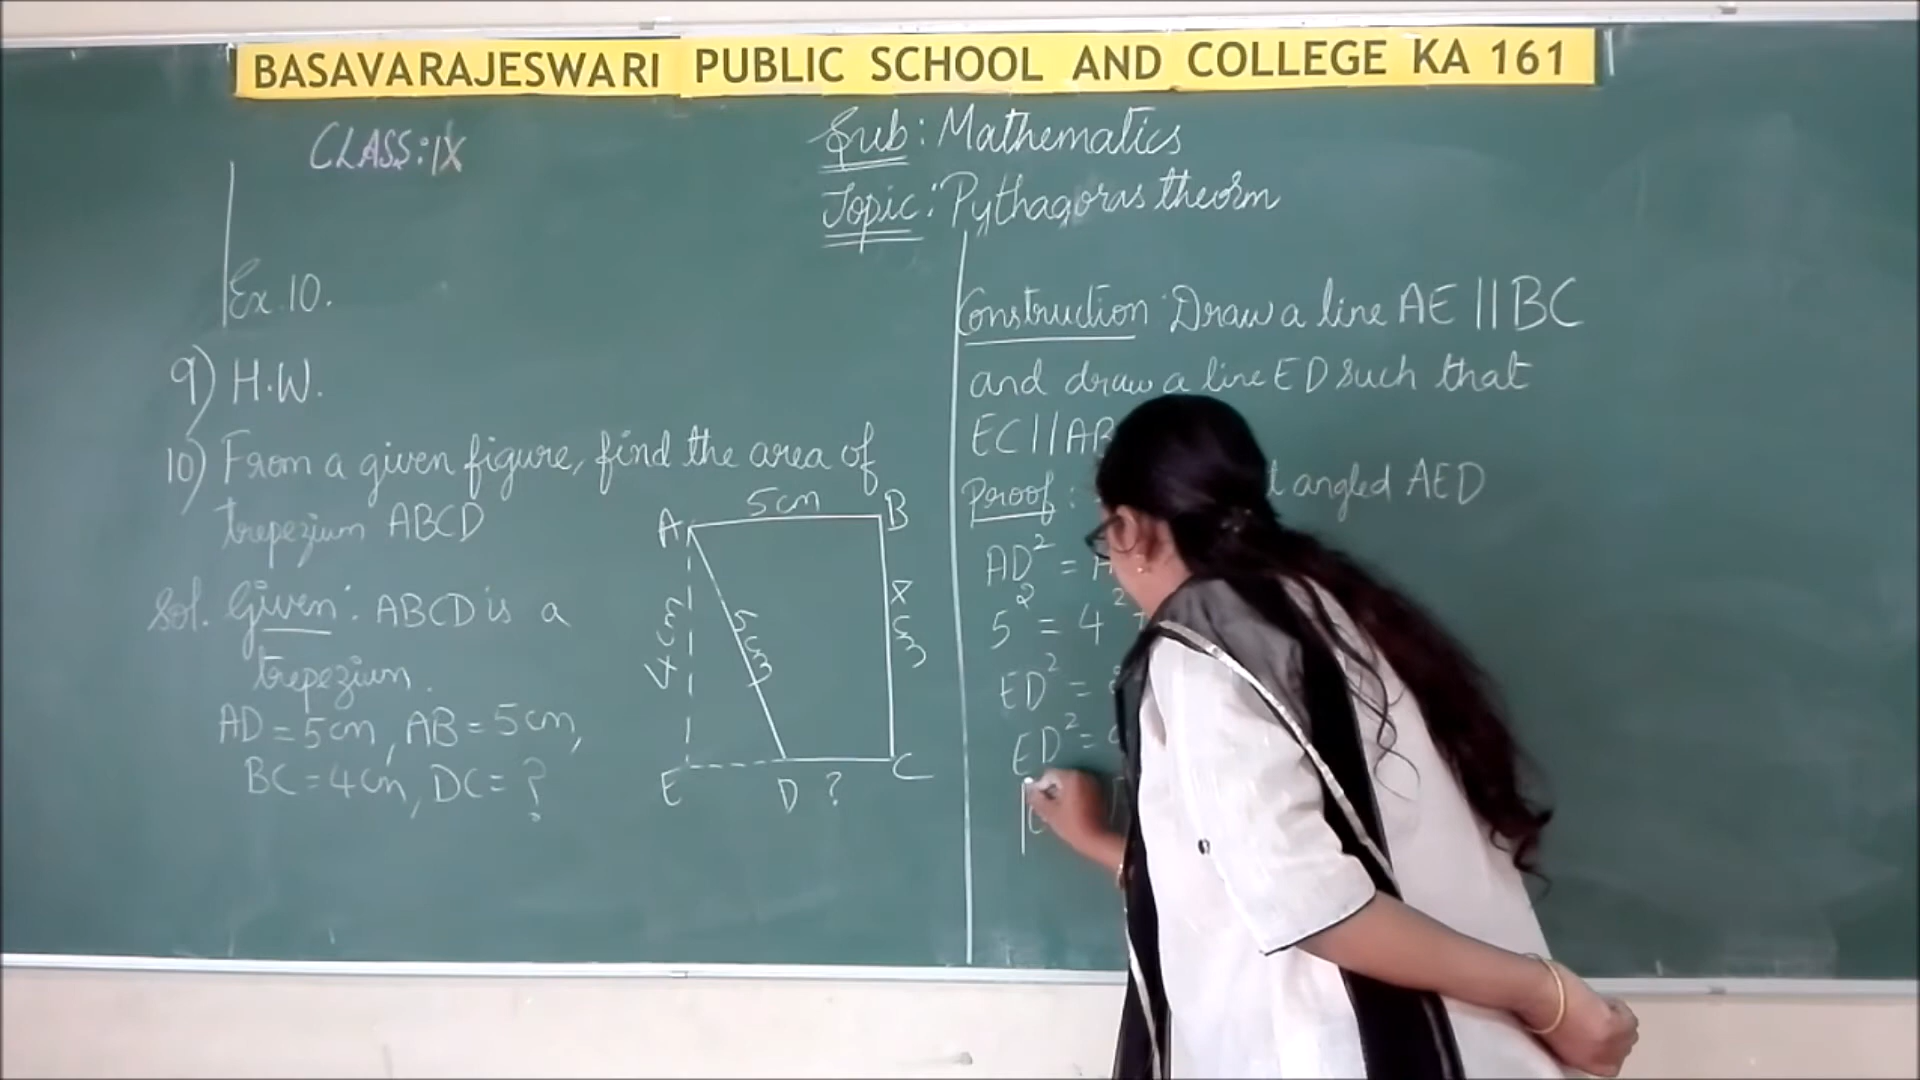 BASAVARAJESWARI PUBLIC SCHOOL AND COLLEGE KA 161
CLASS: IX
Sub: Mathematics
Topic: Pythagoras theorm
Ex 10.
9) H.W.
10) From a given figure, find the area of
trepezium ABCD
Sol. Given: ABCD is a
trepezium.
AD = 5cm, AB = 5cm,
BC = 4cm, DC = ?
5cm
A
B
4cm
5cm
4cm
E
D ?
C
Construction: Draw a line AE || BC
and draw a line ED such that
EC || AB
Proof: angled AED
AD² =
5² = 4²
ED² =
ED² =